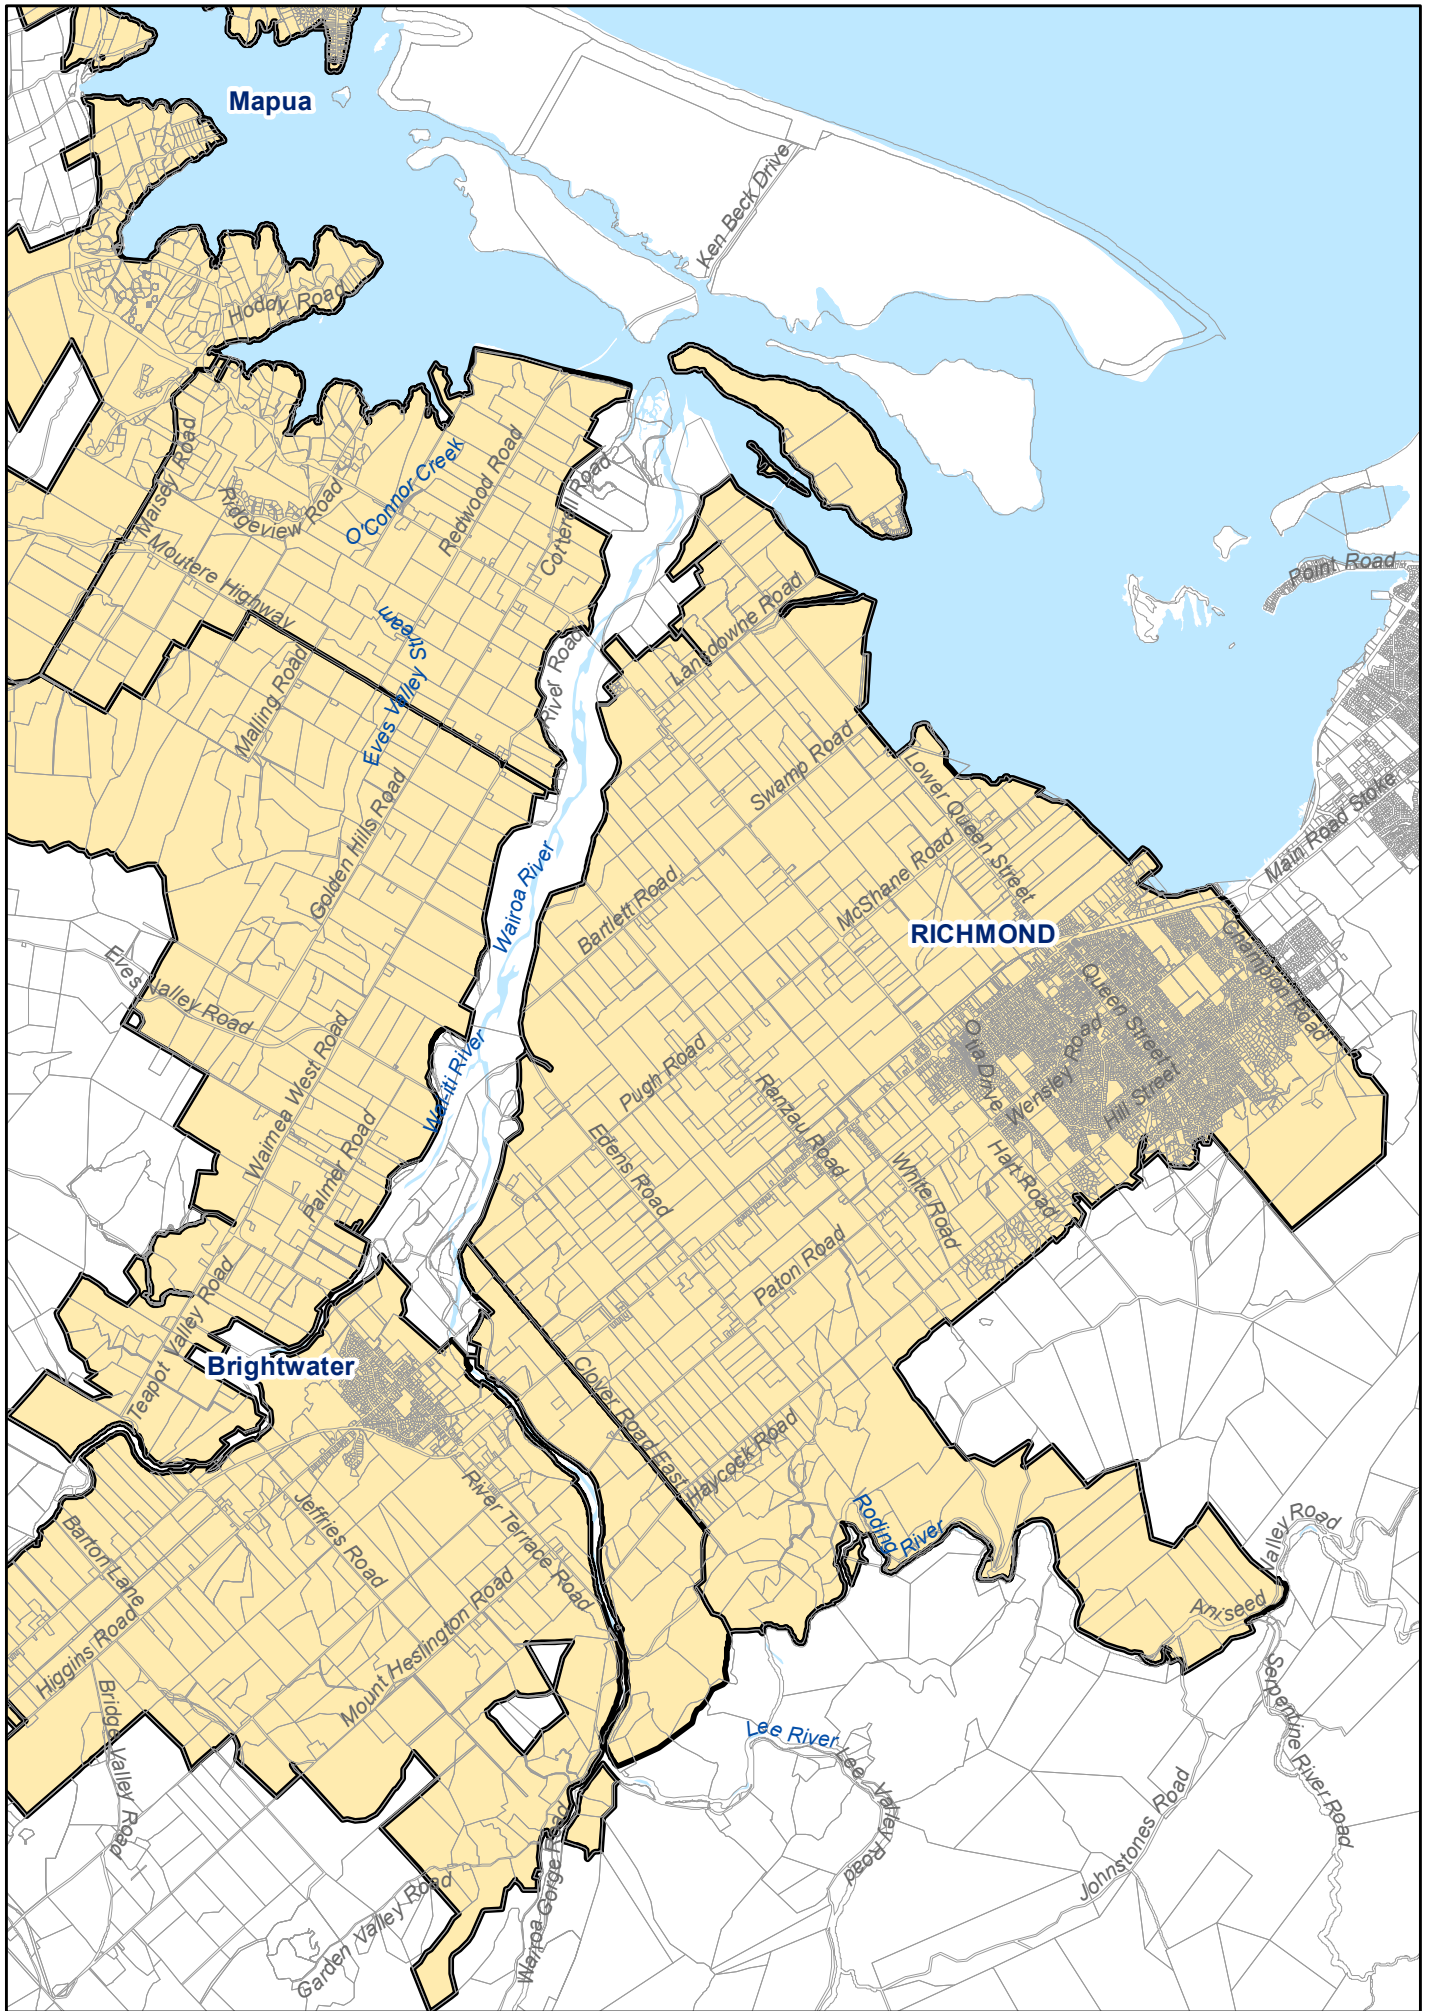 Mapua
Ken Beck Drive
Hoddy Road
O'Connor Creek
Redwood Road
Maisey Road
Ridgeview Road
Cotterell Road
Moutere Highway
Point Road
Lansdowne Road
Eves Valley Stream
River Road
Malling Road
Swamp Road
Lower Queen Street
Main Road Stoke
Golden Hills Road
McShane Road
Wairoa River
Bartlett Road
RICHMOND
Champion Road
Eves Valley Road
Queen Street
Wai-iti River
Waimea West Road
Pugh Road
Ranzau Road
Olia Drive
Wensley Road
Hill Street
Palmer Road
Edens Road
White Road
Hart Road
Paton Road
Teapot Valley Road
Brightwater
Clover Road East
Haycock Road
River Terrace Road
Roding River
Jeffries Road
Barton Lane
Aniseed Valley Road
Mount Heslington Road
Higgins Road
Bridge Valley Road
Serpentine River Road
Lee River
Lee Valley Road
Johnstones Road
Wairoa Gorge Road
Garden Valley Road